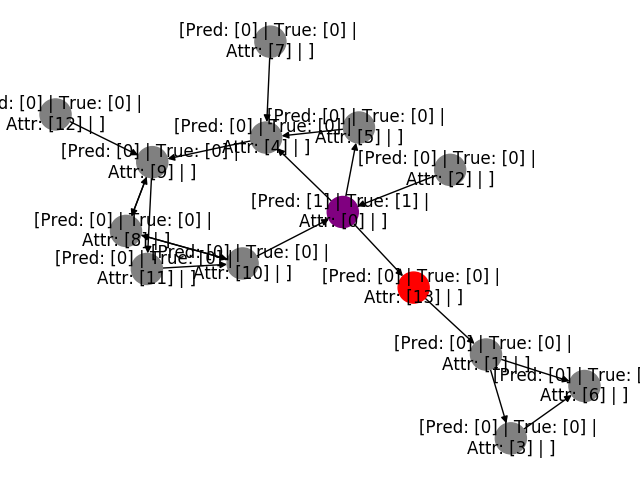 [Pred: [0] | True: [0] |
Attr: [7] | ]
d: [0] | True: [0] |
Attr: [12] | ]
[Pred: [0] | True: [0] |
Attr: [5] | ]
[Pred: [0] | True: [0]
Attr: [4] | ]
[Pred: [0] | True: [0] |
Attr: [9] | ]
[Pred: [0] | True: [0] |
Attr: [2] | ]
[Pred: [1] | True: [1] |
Attr: [0] | ]
[Pred: [0] | True: [0] |
Attr: [8] | ]
[Pred: [0] | True: [0] |
Attr: [10] | ]
[Pred: [0] | True: [0]
Attr: [11] | ]
[Pred: [0] | True: [0] |
Attr: [13] | ]
[Pred: [0] | True: [0] |
Attr: [1] | ]
[Pred: [0] | True: [
Attr: [6] | ]
[Pred: [0] | True: [0] |
Attr: [3] | ]